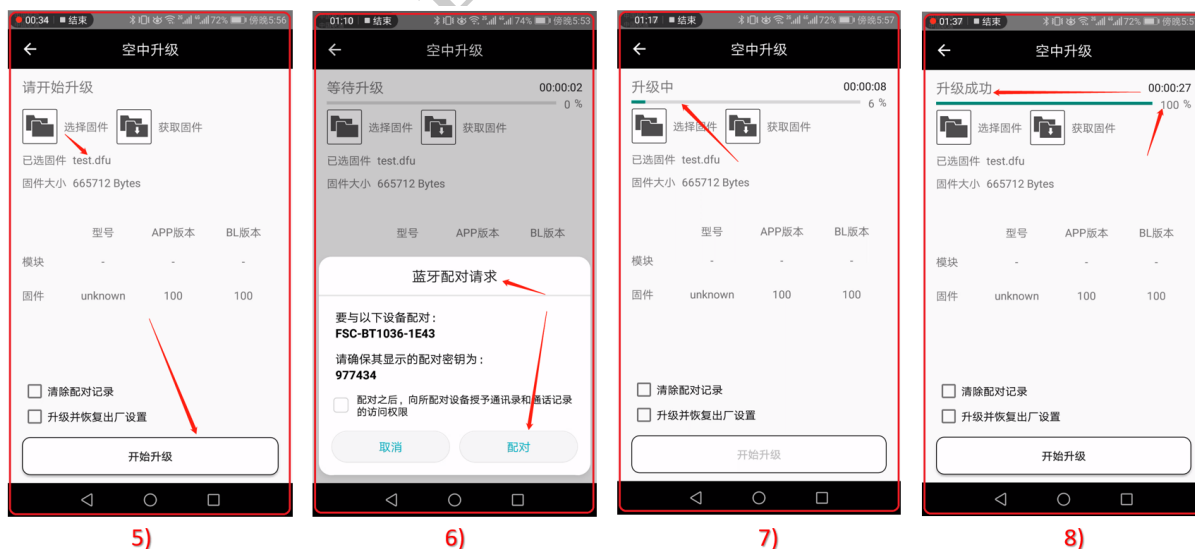 00:34 结束 72% 傍晚5:56
空中升级
请开始升级
选择固件 获取固件
已选固件 test.dfu
固件大小 665712 Bytes
型号 APP版本 BL版本
模块 - - -
固件 unknown 100 100
清除配对记录
升级并恢复出厂设置
开始升级
5)
01:10 结束 74% 傍晚5:53
空中升级
等待升级 00:00:02
0 %
选择固件 获取固件
已选固件 test.dfu
固件大小 665712 Bytes
型号 APP版本 BL版本
蓝牙配对请求
要与以下设备配对：
FSC-BT1036-1E43
请确保其显示的配对密钥为：
977434
配对之后，向所配对设备授予通讯录和通话记录
的访问权限
取消 配对
6)
01:17 结束 72% 傍晚5:57
空中升级
升级中 00:00:08
6 %
选择固件 获取固件
已选固件 test.dfu
固件大小 665712 Bytes
型号 APP版本 BL版本
模块 - - -
固件 unknown 100 100
清除配对记录
升级并恢复出厂设置
开始升级
7)
01:37 结束 72%
空中升级
升级成功 00:00:27
100 %
选择固件 获取固件
已选固件 test.dfu
固件大小 665712 Bytes
型号 APP版本 BL版本
模块 - - -
固件 unknown 100 100
清除配对记录
升级并恢复出厂设置
开始升级
8)